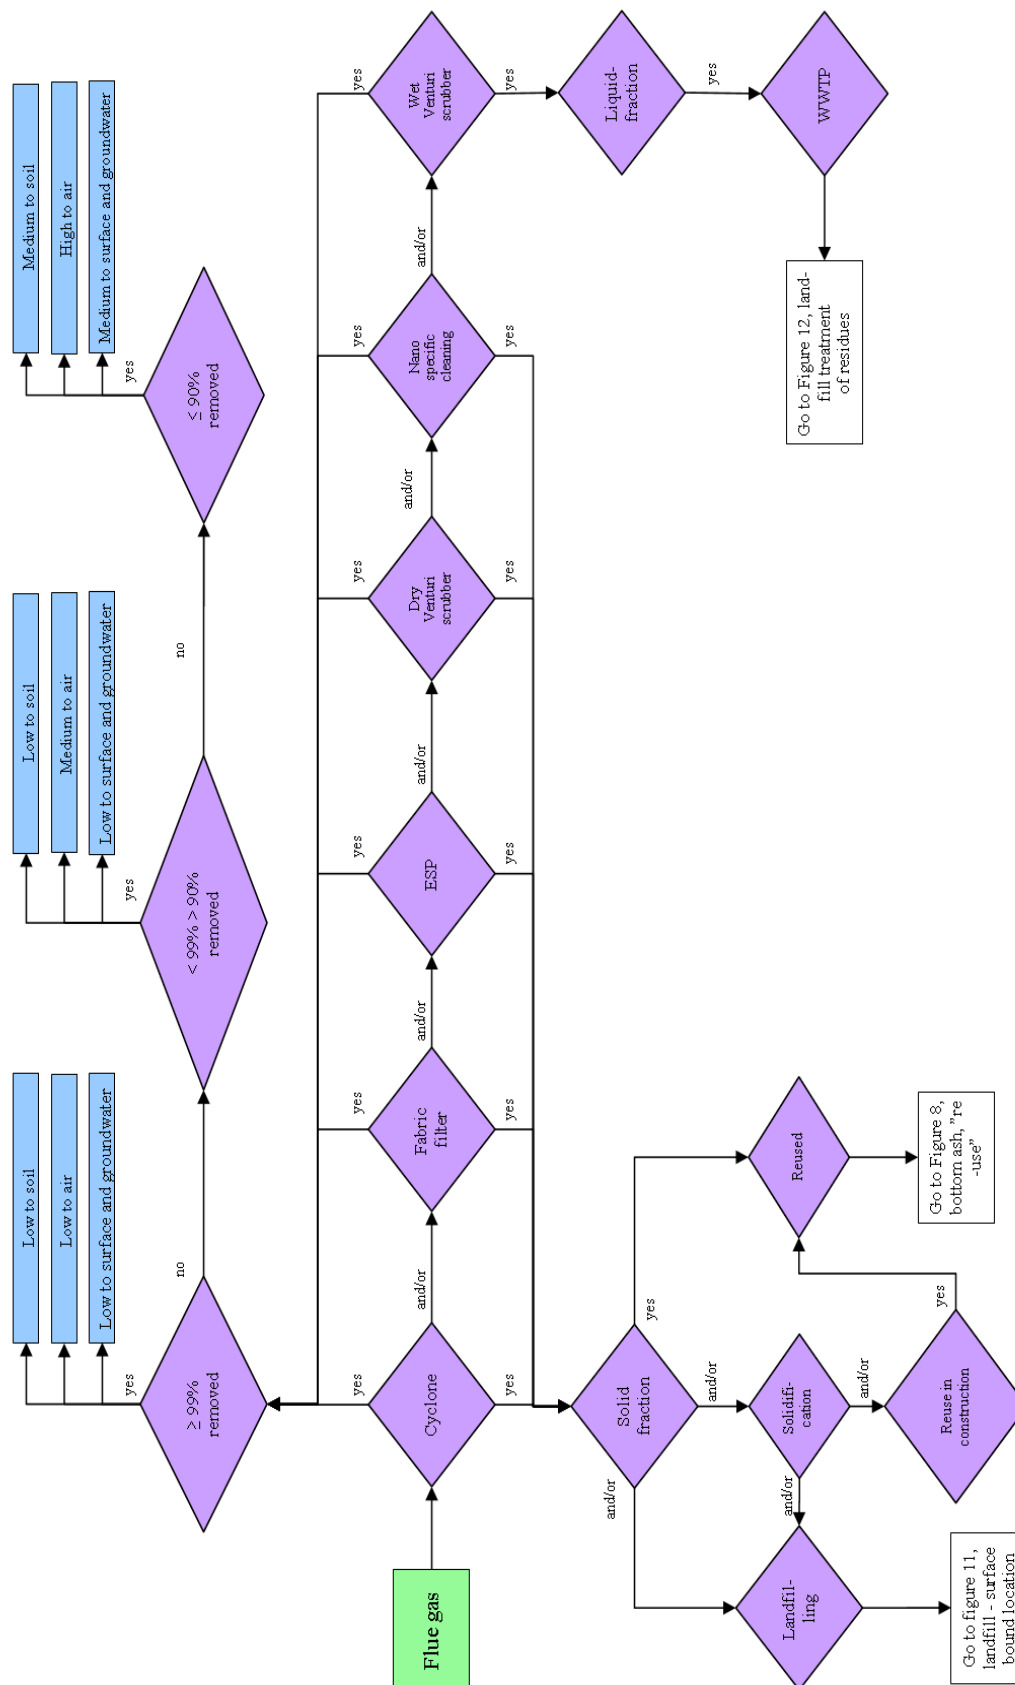 Low to soil
Low to air
Low to surface and groundwater
yes
≥ 99%
removed
no
Low to soil
Medium to air
Low to surface and groundwater
yes
< 99% > 90%
removed
no
Medium to soil
High to air
Medium to surface and groundwater
yes
≤ 90%
removed
Flue gas
yes
Cyclone
yes
and/or
yes
Fabric
filter
yes
and/or
yes
ESP
yes
and/or
yes
Dry
Venturi
scrubber
yes
and/or
yes
Nano
specific
cleaning
yes
and/or
yes
Wet
Venturi
scrubber
yes
Liquid-
fraction
yes
WWTP
Go to Figure 12, land-
fill treatment
of residues
and/or
Solid
fraction
yes
and/or
Solidifi-
cation
and/or
and/or
Landfil-
ling
Go to figure 11,
landfill - surface
bound location
Reuse in
construction
yes
Reused
Go to Figure 8,
bottom ash, ”re
-use”